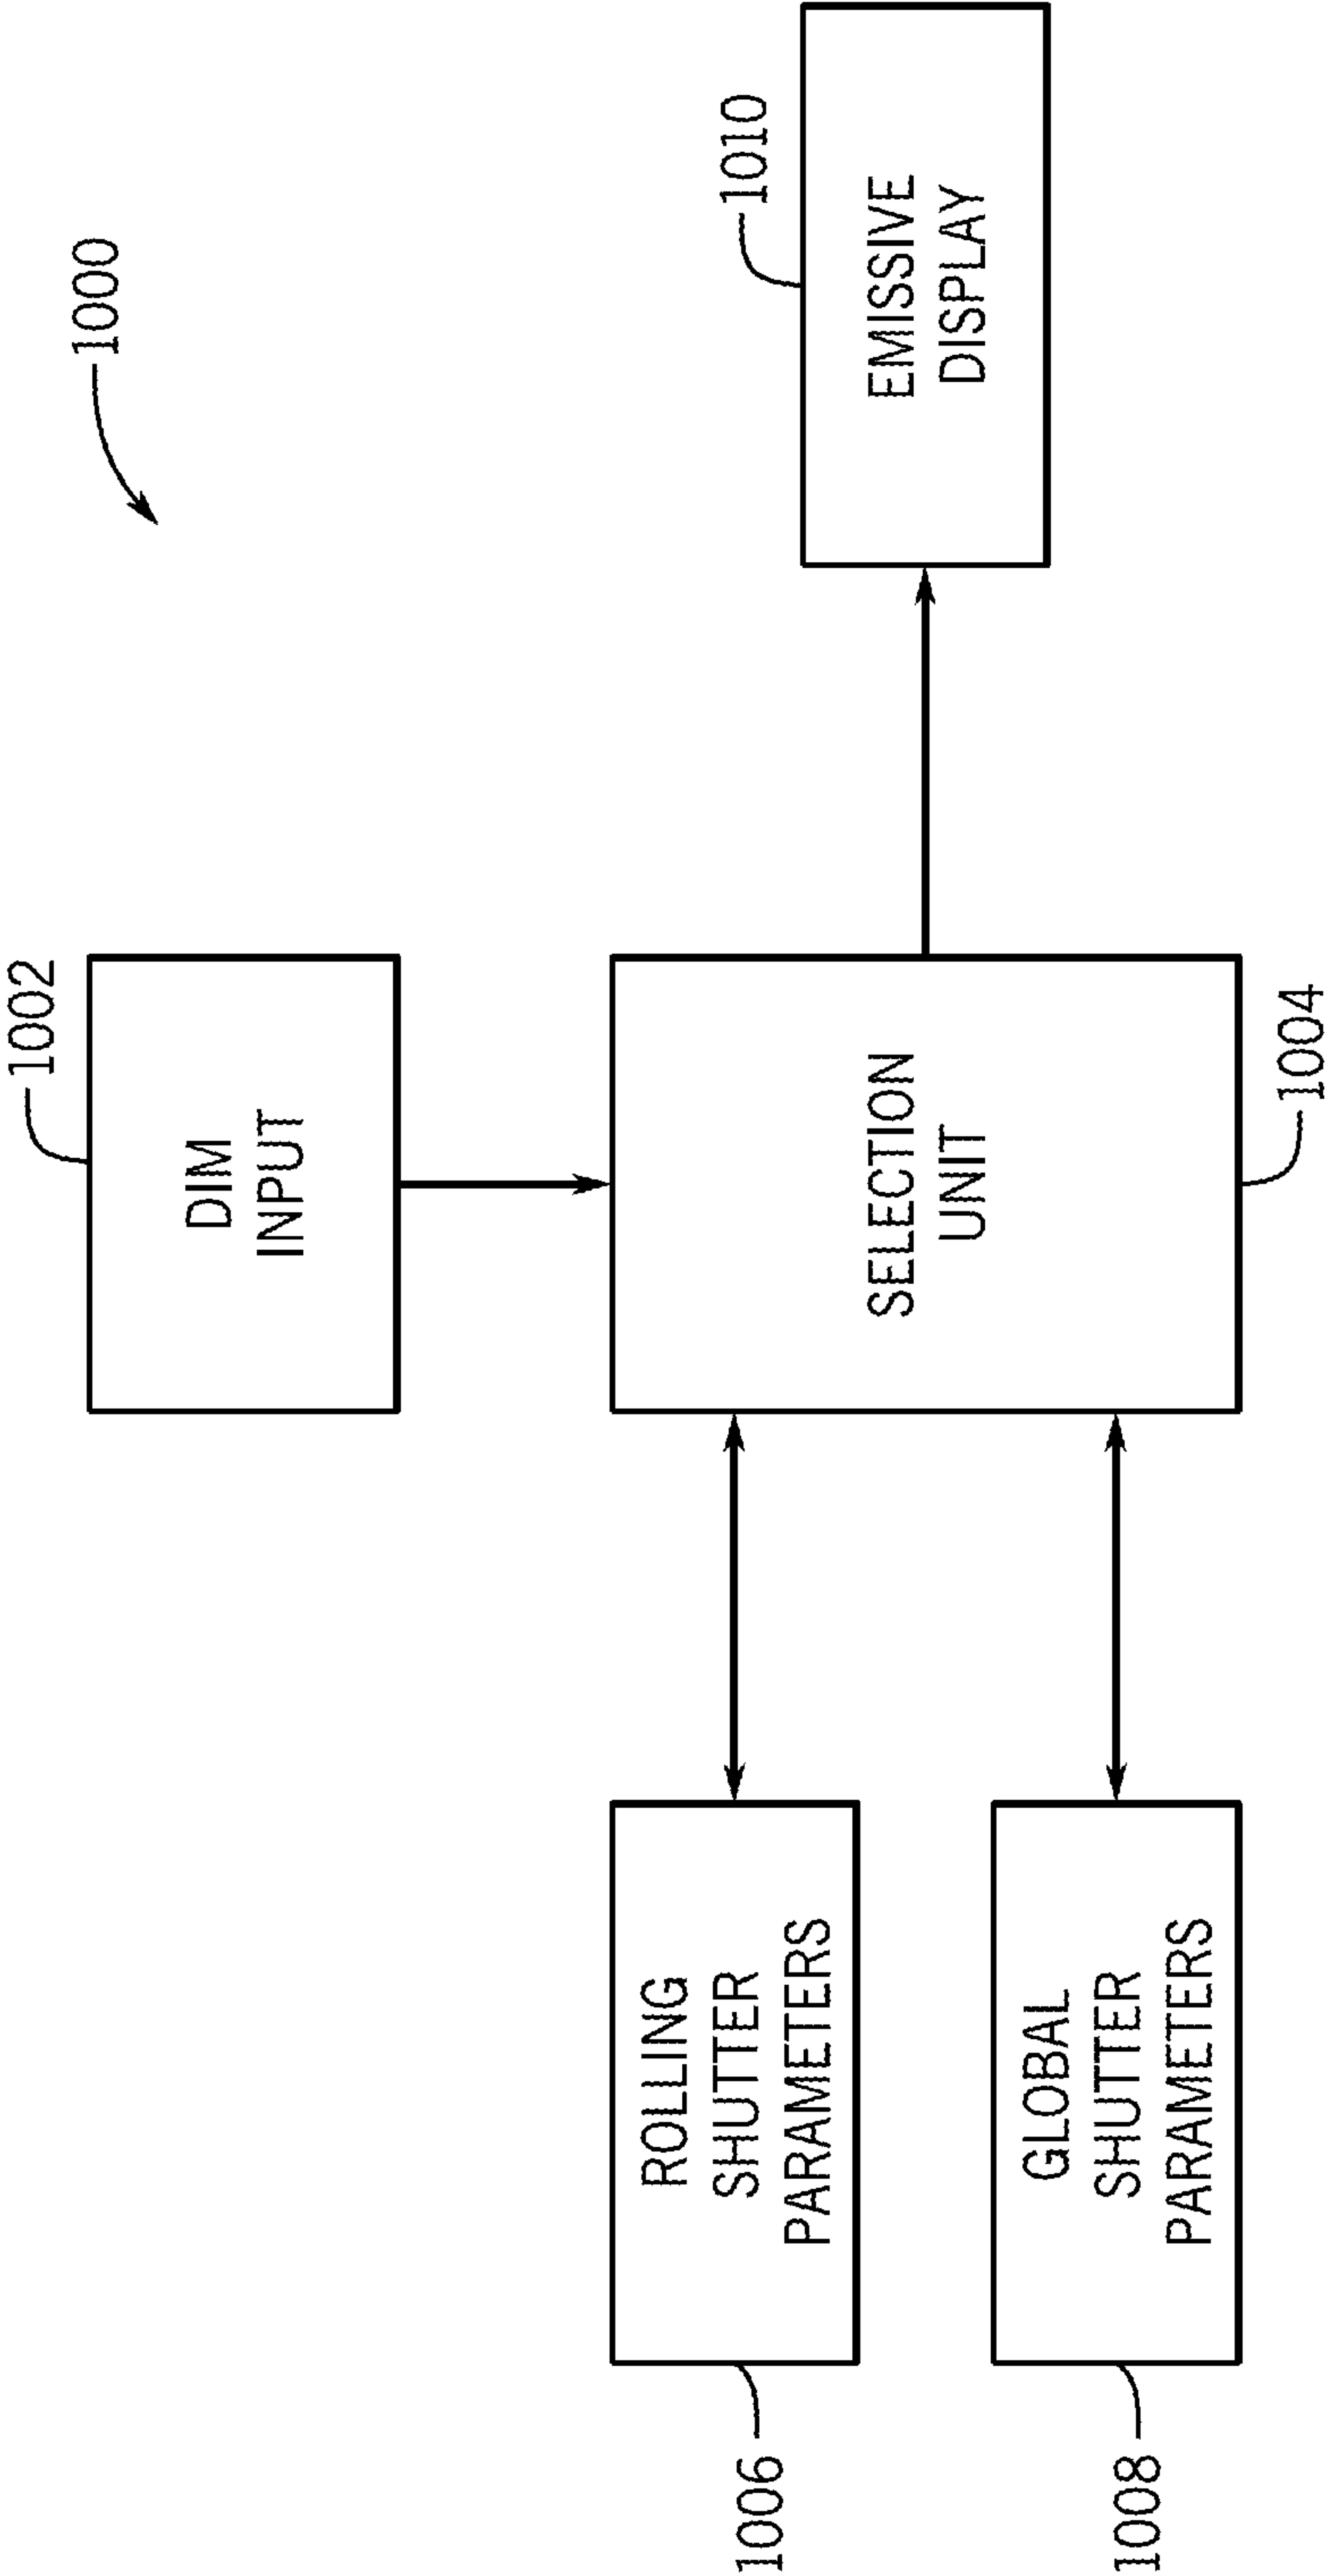 1000
1002
DIM
INPUT
1006
ROLLING
SHUTTER
PARAMETERS
SELECTION
UNIT
1010
EMISSIVE
DISPLAY
1008
GLOBAL
SHUTTER
PARAMETERS
1004